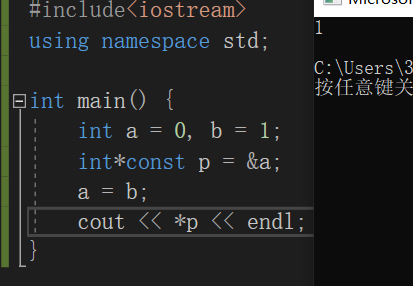 #include<iostream>
using namespace std;
int main() {
int a = 0, b = 1;
int*const p = &a;
a = b;
cout << *p << endl;
}
1
C:\Users\3
按任意键关